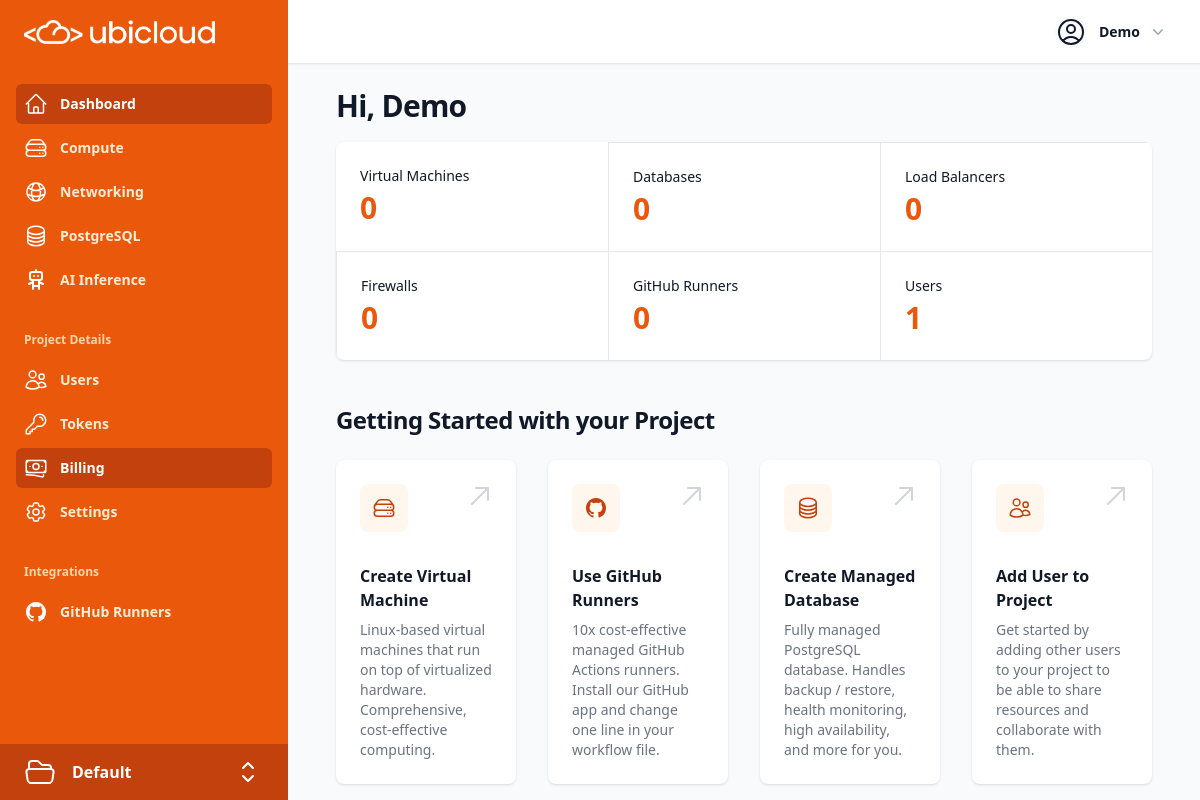 ubicloud
Demo
Dashboard
Compute
Networking
PostgreSQL
AI Inference
Project Details
Users
Tokens
Billing
Settings
Integrations
GitHub Runners
Default
Hi, Demo
Virtual Machines
0
Databases
0
Load Balancers
0
Firewalls
0
GitHub Runners
0
Users
1
Getting Started with your Project
Create Virtual
Machine
Linux-based virtual
machines that run
on top of virtualized
hardware.
Comprehensive,
cost-effective
computing.
Use GitHub
Runners
10x cost-effective
managed GitHub
Actions runners.
Install our GitHub
app and change
one line in your
workflow file.
Create Managed
Database
Fully managed
PostgreSQL
database. Handles
backup / restore,
health monitoring,
high availability,
and more for you.
Add User to
Project
Get started by
adding other users
to your project to
be able to share
resources and
collaborate with
them.